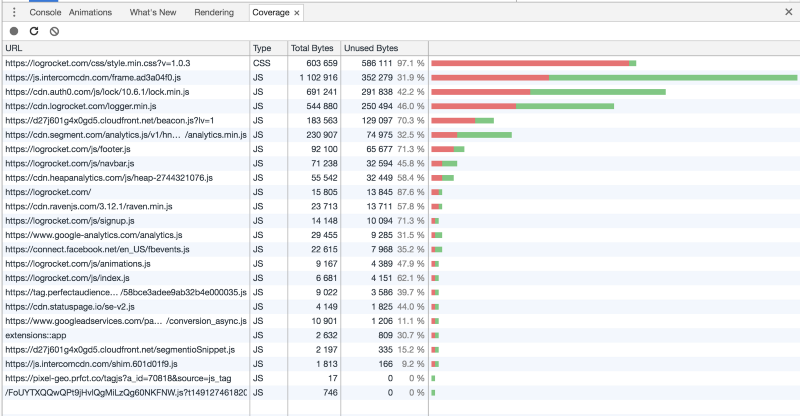 Console Animations What's New Rendering Coverage ×
URL Type Total Bytes Unused Bytes
https://logrocket.com/css/style.min.css?v=1.0.3 CSS 603 659 586 111 97.1 %
https://js.intercomcdn.com/frame.ad3a04f0.js JS 1 102 916 352 279 31.9 %
https://cdn.auth0.com/js/lock/10.6.1/lock.min.js JS 691 241 291 838 42.2 %
https://cdn.logrocket.com/logger.min.js JS 544 880 250 494 46.0 %
https://d27j601g4x0gd5.cloudfront.net/beacon.js?lv=1 JS 183 563 129 097 70.3 %
https://cdn.segment.com/analytics.js/v1/hn… /analytics.min.js JS 230 907 74 975 32.5 %
https://logrocket.com/js/footer.js JS 92 100 65 677 71.3 %
https://logrocket.com/js/navbar.js JS 71 238 32 594 45.8 %
https://cdn.heapanalytics.com/js/heap-2744321076.js JS 55 542 32 449 58.4 %
https://logrocket.com/ JS 15 805 13 845 87.6 %
https://cdn.ravenjs.com/3.12.1/raven.min.js JS 23 713 13 711 57.8 %
https://logrocket.com/js/signup.js JS 14 148 10 094 71.3 %
https://www.google-analytics.com/analytics.js JS 29 455 9 285 31.5 %
https://connect.facebook.net/en_US/fbevents.js JS 22 615 7 968 35.2 %
https://logrocket.com/js/animations.js JS 9 167 4 389 47.9 %
https://logrocket.com/js/index.js JS 6 681 4 151 62.1 %
https://tag.perfectaudience… /58bce3adee9ab32b4e000035.js JS 9 022 3 586 39.7 %
https://cdn.statuspage.io/se-v2.js JS 4 149 1 825 44.0 %
https://www.googleadservices.com/pa… /conversion_async.js JS 10 901 1 206 11.1 %
extensions::app JS 2 632 809 30.7 %
https://d27j601g4x0gd5.cloudfront.net/segmentioSnippet.js JS 2 197 335 15.2 %
https://js.intercomcdn.com/shim.601d01f9.js JS 1 813 166 9.2 %
https://pixel-geo.prfct.co/tagjs?a_id=70818&source=js_tag JS 17 0 0 %
/FoUYTXQQwQPt9jHvIQgMiLzQg60NKFNW.js?t149127461820 JS 746 0 0 %